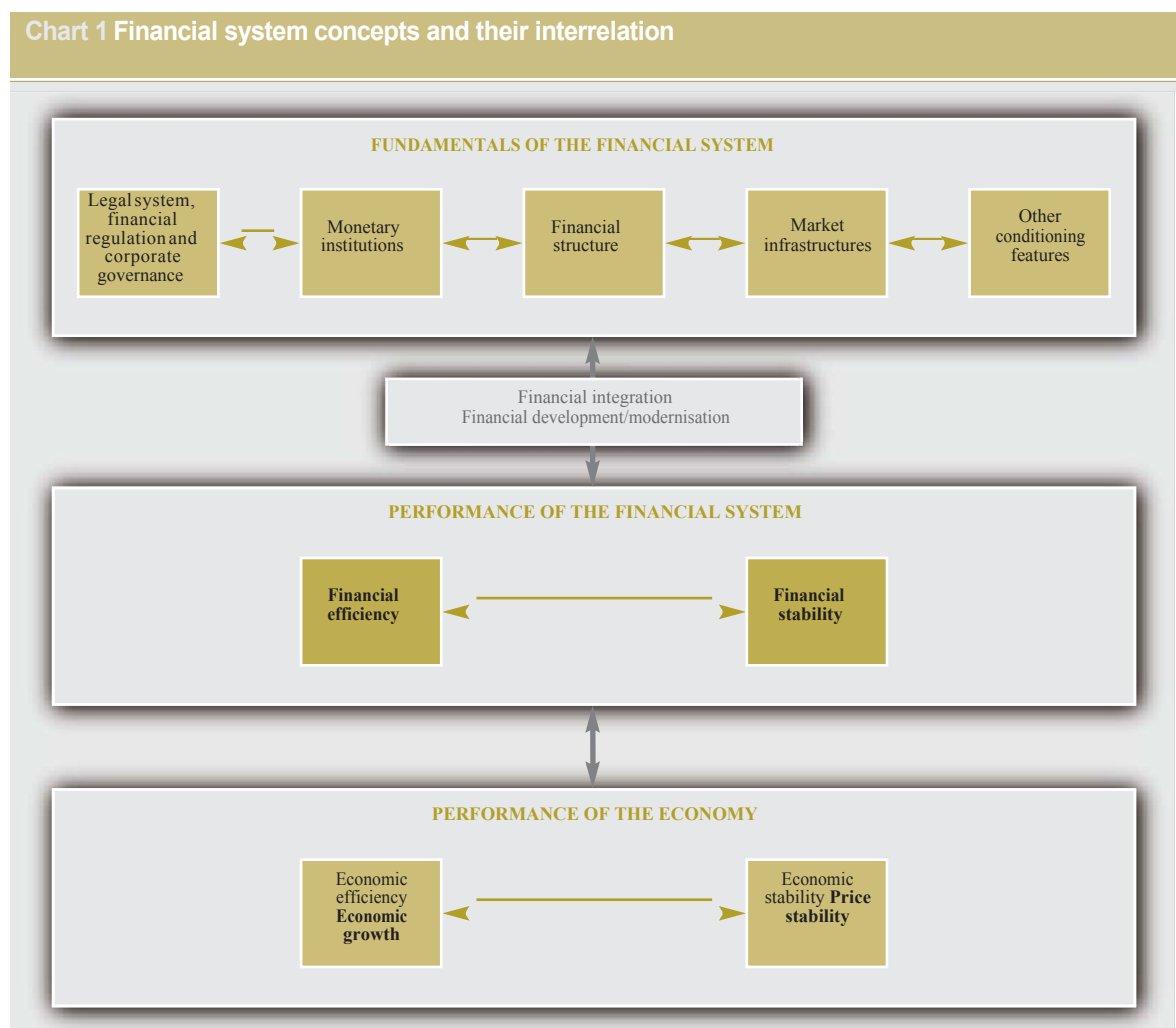 Chart 1 Financial system concepts and their interrelation
FUNDAMENTALS OF THE FINANCIAL SYSTEM
Legal system,
financial
regulation and
corporate
governance
Monetary
institutions
Financial
structure
Market
infrastructures
Other
conditioning
features
Financial integration
Financial development/modernisation
PERFORMANCE OF THE FINANCIAL SYSTEM
Financial
efficiency
Financial
stability
PERFORMANCE OF THE ECONOMY
Economic
efficiency
Economic
growth
Economic
stability Price
stability